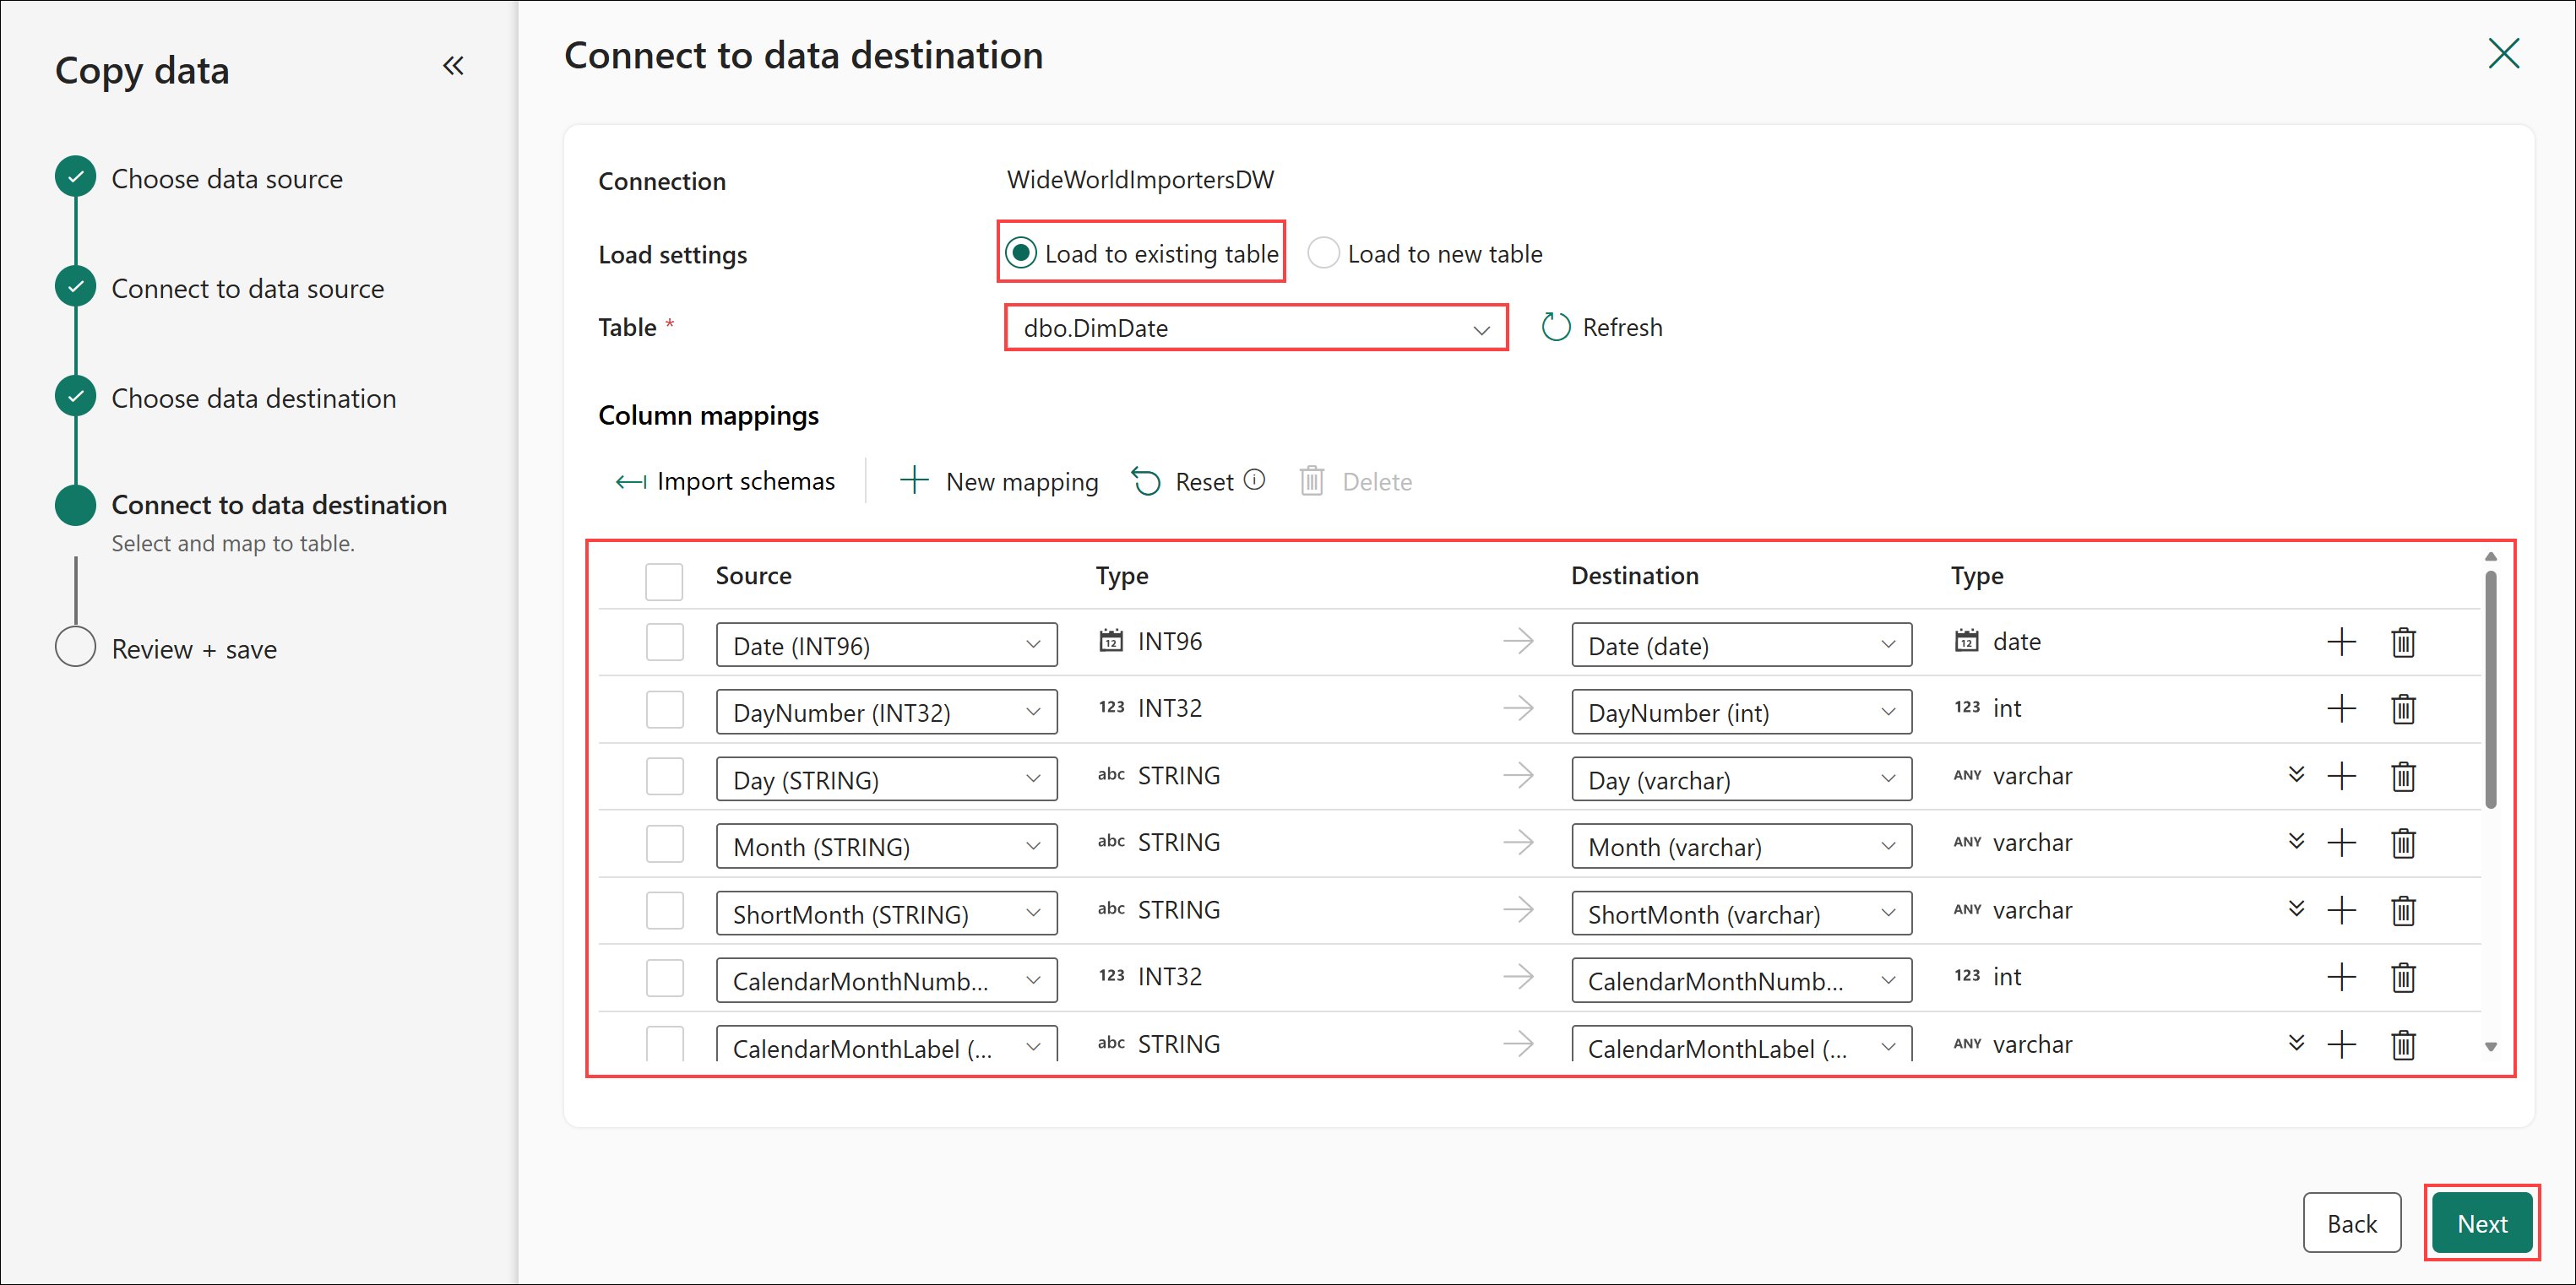 Copy data
Choose data source
Connect to data source
Choose data destination
Connect to data destination
Select and map to table.
Review + save
Connect to data destination
Connection WideWorldImportersDW
Load settings Load to existing table Load to new table
Table * dbo.DimDate Refresh
Column mappings
Import schemas New mapping Reset Delete
Source Type Destination Type
Date (INT96) 12 INT96 Date (date) 12 date
DayNumber (INT32) 123 INT32 DayNumber (int) 123 int
Day (STRING) abc STRING Day (varchar) ANY varchar
Month (STRING) abc STRING Month (varchar) ANY varchar
ShortMonth (STRING) abc STRING ShortMonth (varchar) ANY varchar
CalendarMonthNumb... 123 INT32 CalendarMonthNumb... 123 int
CalendarMonthLabel (... abc STRING CalendarMonthLabel (... ANY varchar
Back Next